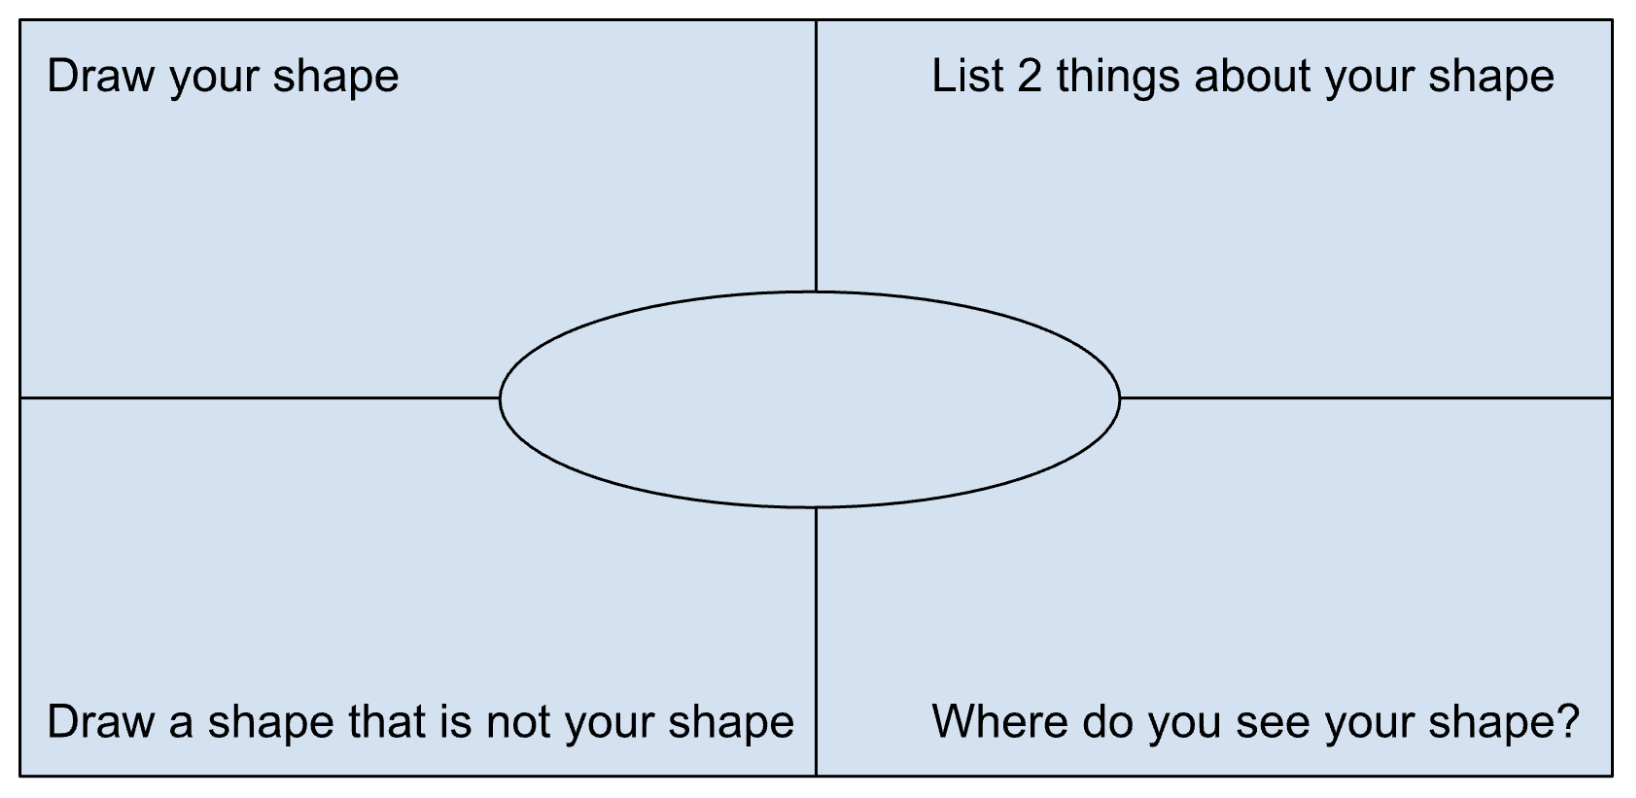 Draw your shape
List 2 things about your shape
Draw a shape that is not your shape
Where do you see your shape?